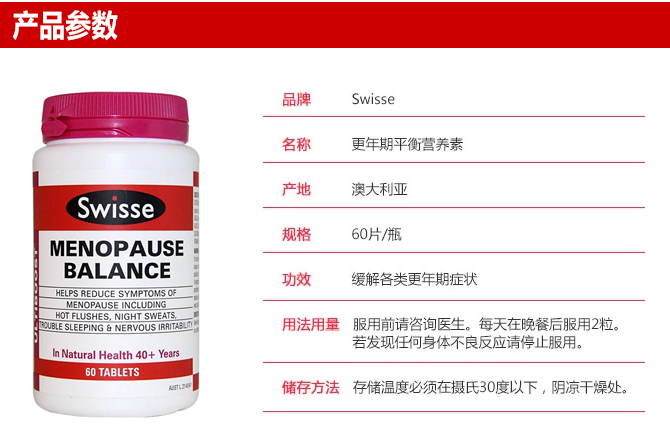 产品参数
Swisse
MENOPAUSE
BALANCE
HELPS REDUCE SYMPTOMS OF
MENOPAUSE INCLUDING
HOT FLUSHES, NIGHT SWEATS,
TROUBLE SLEEPING & NERVOUS IRRITABILITY
In Natural Health 40+ Years
60 TABLETS
品牌 Swisse
名称 更年期平衡营养素
产地 澳大利亚
规格 60片/瓶
功效 缓解各类更年期症状
用法用量 服用前请咨询医生。每天在晚餐后服用2粒。
若发现任何身体不良反应请停止服用。
储存方法 存储温度必须在摄氏30度以下，阴凉干燥处。